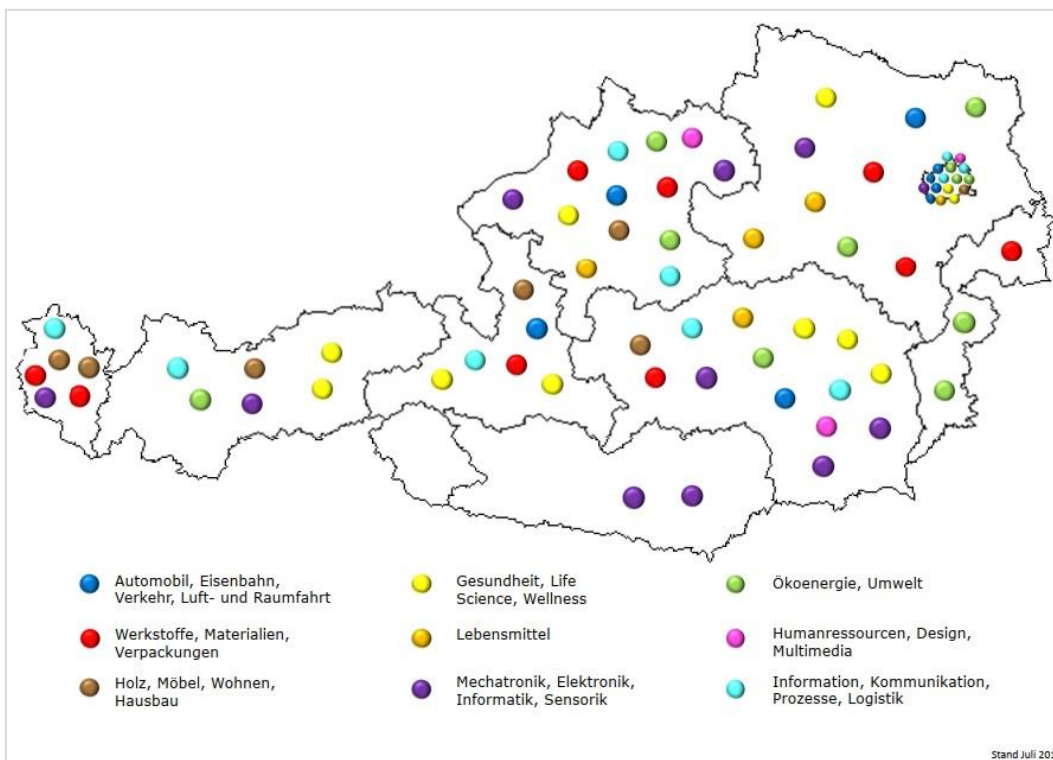 Automobil, Eisenbahn,
Verkehr, Luft- und Raumfahrt
Gesundheit, Life
Science, Wellness
Ökoenergie, Umwelt
Werkstoffe, Materialien,
Verpackungen
Lebensmittel
Humanressourcen, Design,
Multimedia
Holz, Möbel, Wohnen,
Hausbau
Mechatronik, Elektronik,
Informatik, Sensorik
Information, Kommunikation,
Prozesse, Logistik
Stand Juli